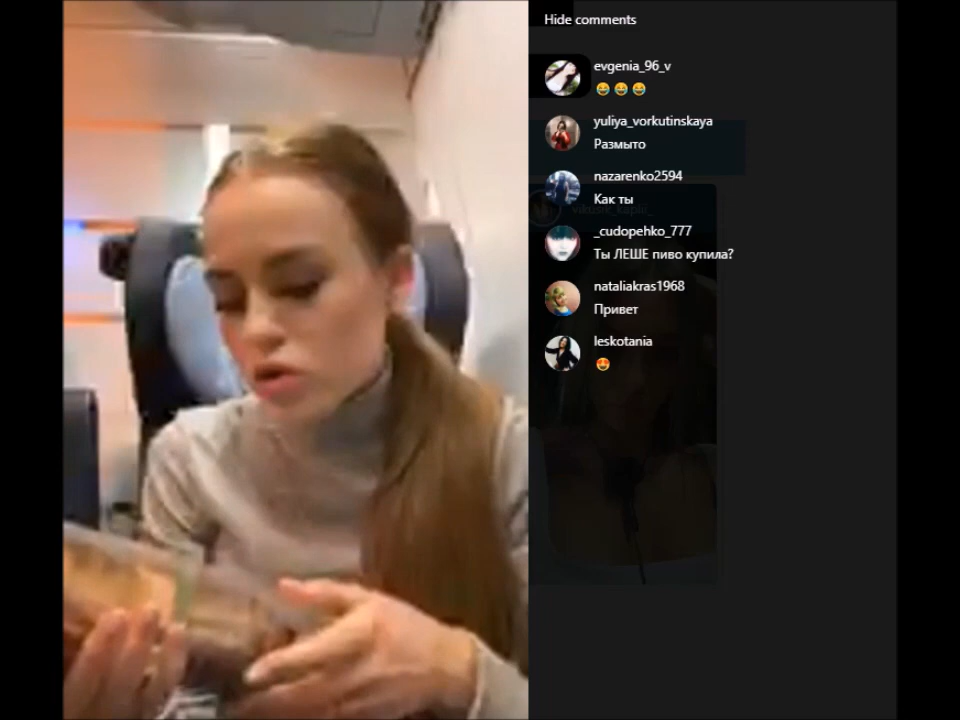 Hide comments
evgenia_96_v
😂😂😂
yuliya_vorkutinskaya
Размыто
nazarenko2594
Как ты
_cudopehko_777
Ты ЛЕШЕ пиво купила?
nataliakras1968
Привет
leskotania
😍